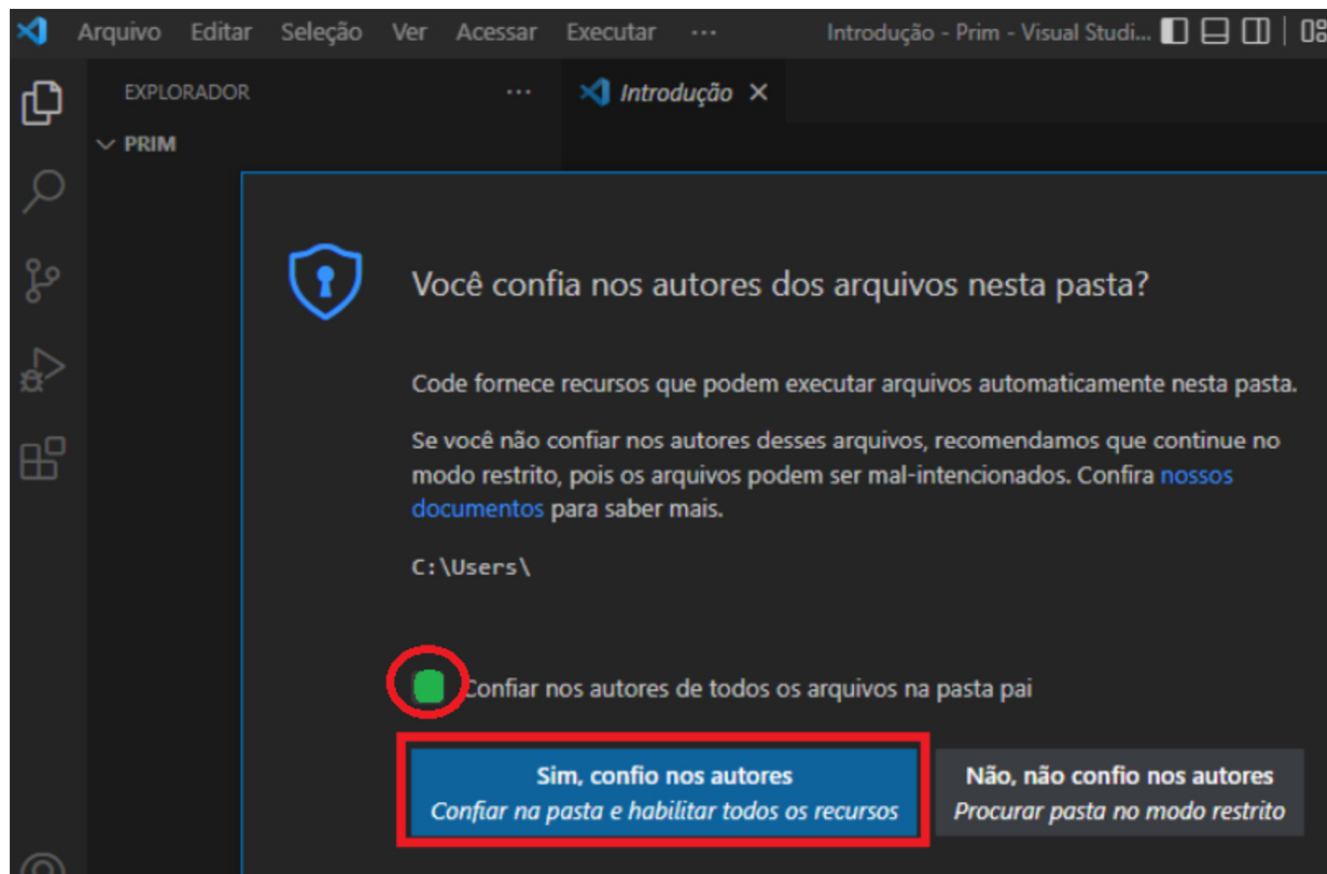 Arquivo Editar Seleção Ver Acessar Executar ··· Introdução - Prim - Visual Studi...
EXPLORADOR ··· Introdução
PRIM
Você confia nos autores dos arquivos nesta pasta?
Code fornece recursos que podem executar arquivos automaticamente nesta pasta.
Se você não confiar nos autores desses arquivos, recomendamos que continue no
modo restrito, pois os arquivos podem ser mal-intencionados. Confira nossos
documentos para saber mais.
C:\Users\
Confiar nos autores de todos os arquivos na pasta pai
Sim, confio nos autores
Confiar na pasta e habilitar todos os recursos
Não, não confio nos autores
Procurar pasta no modo restrito